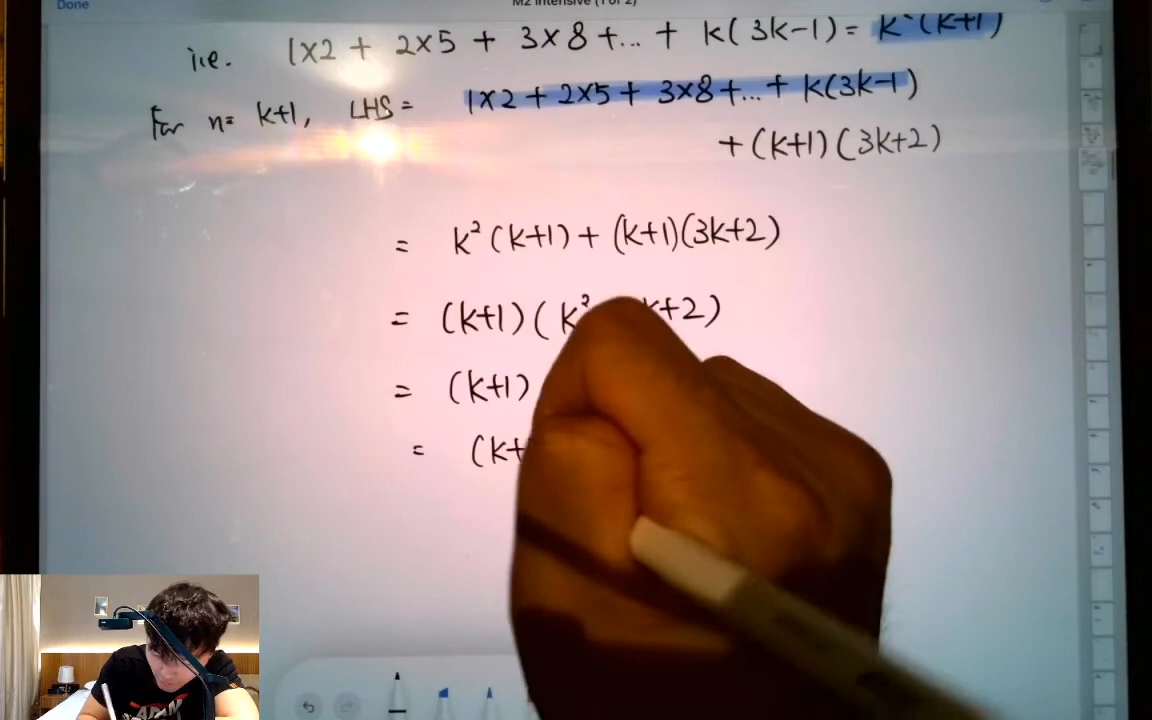 Done
M2 Intensive (1 of 2)
i.e. 1×2 + 2×5 + 3×8 +... + k(3k-1) = k²(k+1)
For n= k+1, LHS = 1×2 + 2×5 + 3×8 +... + k(3k-1)
+ (k+1)(3k+2)
= k²(k+1) + (k+1)(3k+2)
= (k+1)(k² k+2)
= (k+1)
= (k+